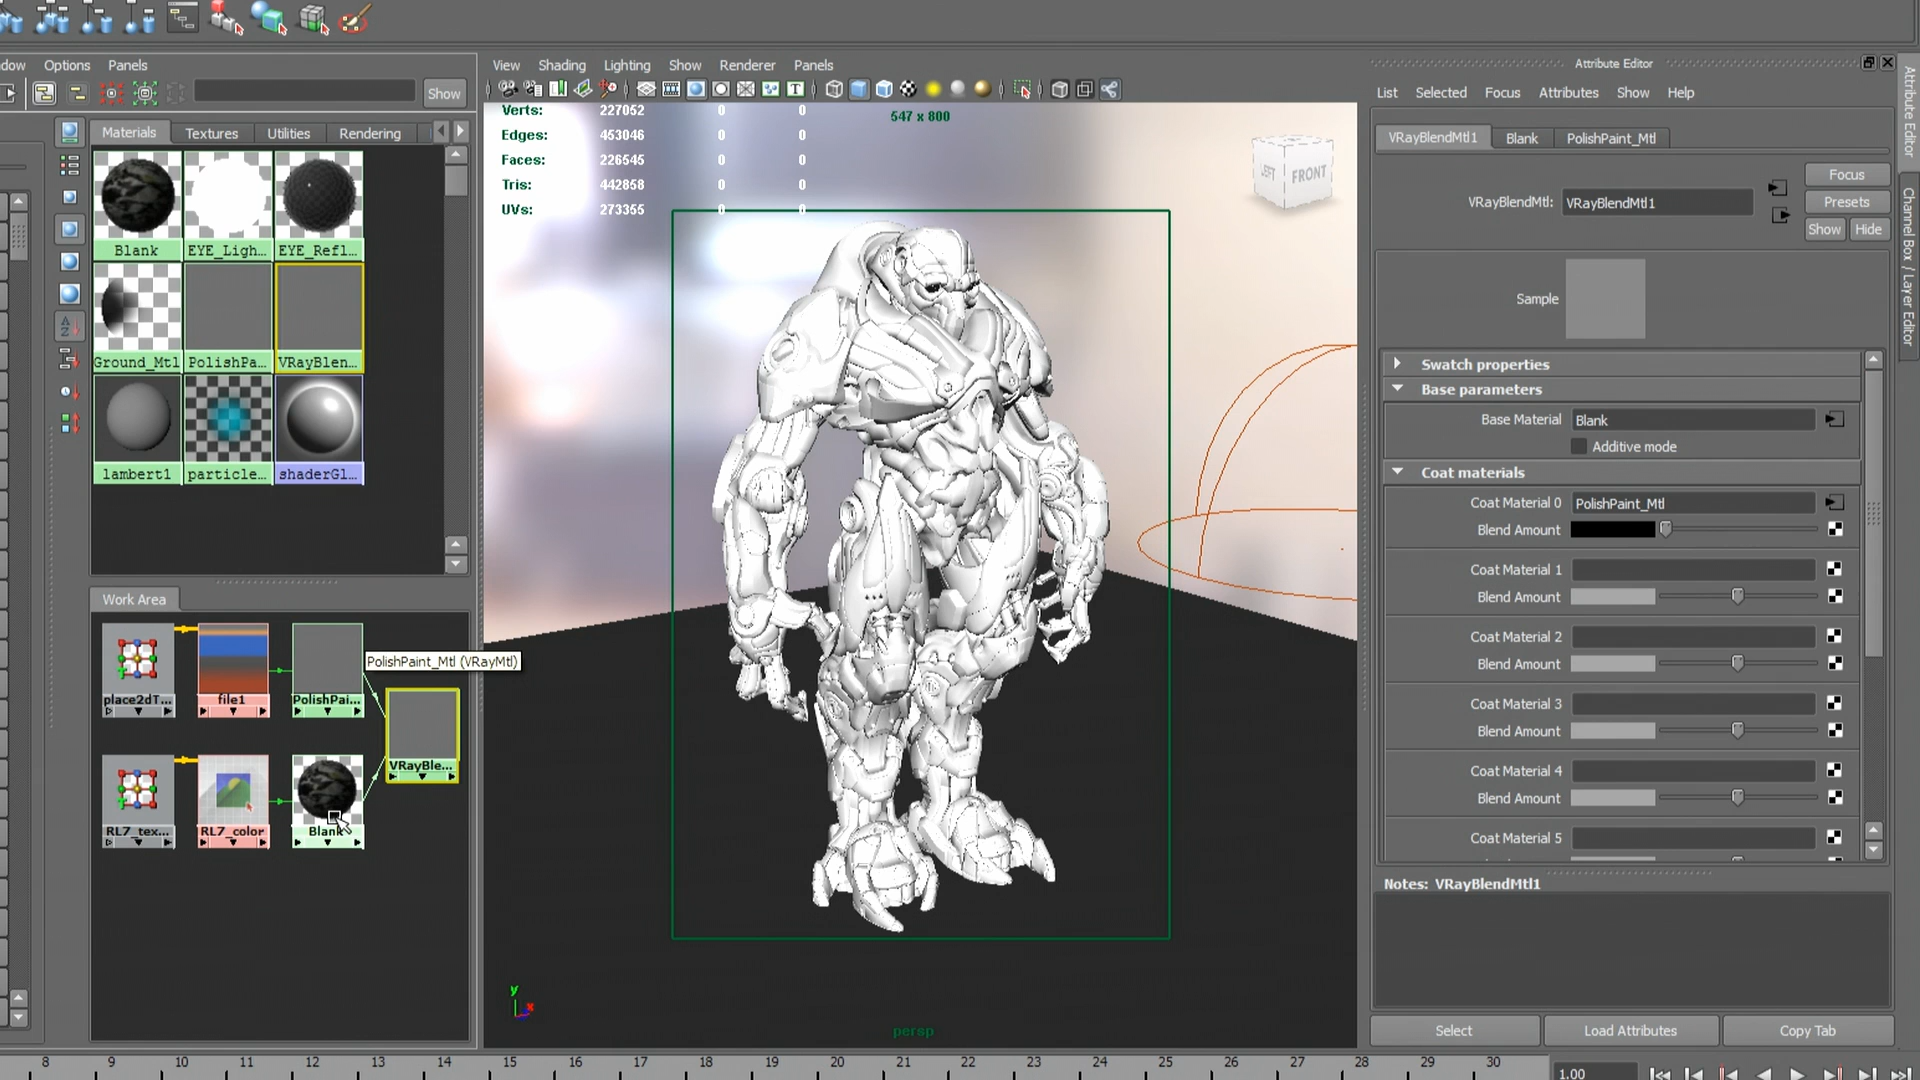 dow Options Panels
Show
Materials Textures Utilities Rendering
Blank EYE_Ligh... EYE_Refl...
Ground_Mtl PolishPa... VRayBlen...
lambert1 particle... shaderGl...
Work Area
place2dT... file1 PolishPai...
PolishPaint_Mtl (VRayMtl)
VRayBle...
RL7_tex... RL7_color Blank
View Shading Lighting Show Renderer Panels
Verts: 227052 0 0
Edges: 453046 0 0
Faces: 226545 0 0
Tris: 442858 0 0
UVs: 273355 0 0
547 x 800
LEFT FRONT
y
x
persp
Attribute Editor
List Selected Focus Attributes Show Help
VRayBlendMtl1 Blank PolishPaint_Mtl
Focus
VRayBlendMtl: VRayBlendMtl1
Presets
Show Hide
Sample
Swatch properties
Base parameters
Base Material Blank
Additive mode
Coat materials
Coat Material 0 PolishPaint_Mtl
Blend Amount
Coat Material 1
Blend Amount
Coat Material 2
Blend Amount
Coat Material 3
Blend Amount
Coat Material 4
Blend Amount
Coat Material 5
Notes: VRayBlendMtl1
Select Load Attributes Copy Tab
Attribute Editor
Channel Box / Layer Editor
8 9 10 11 12 13 14 15 16 17 18 19 20 21 22 23 24 25 26 27 28 29 30
1.00